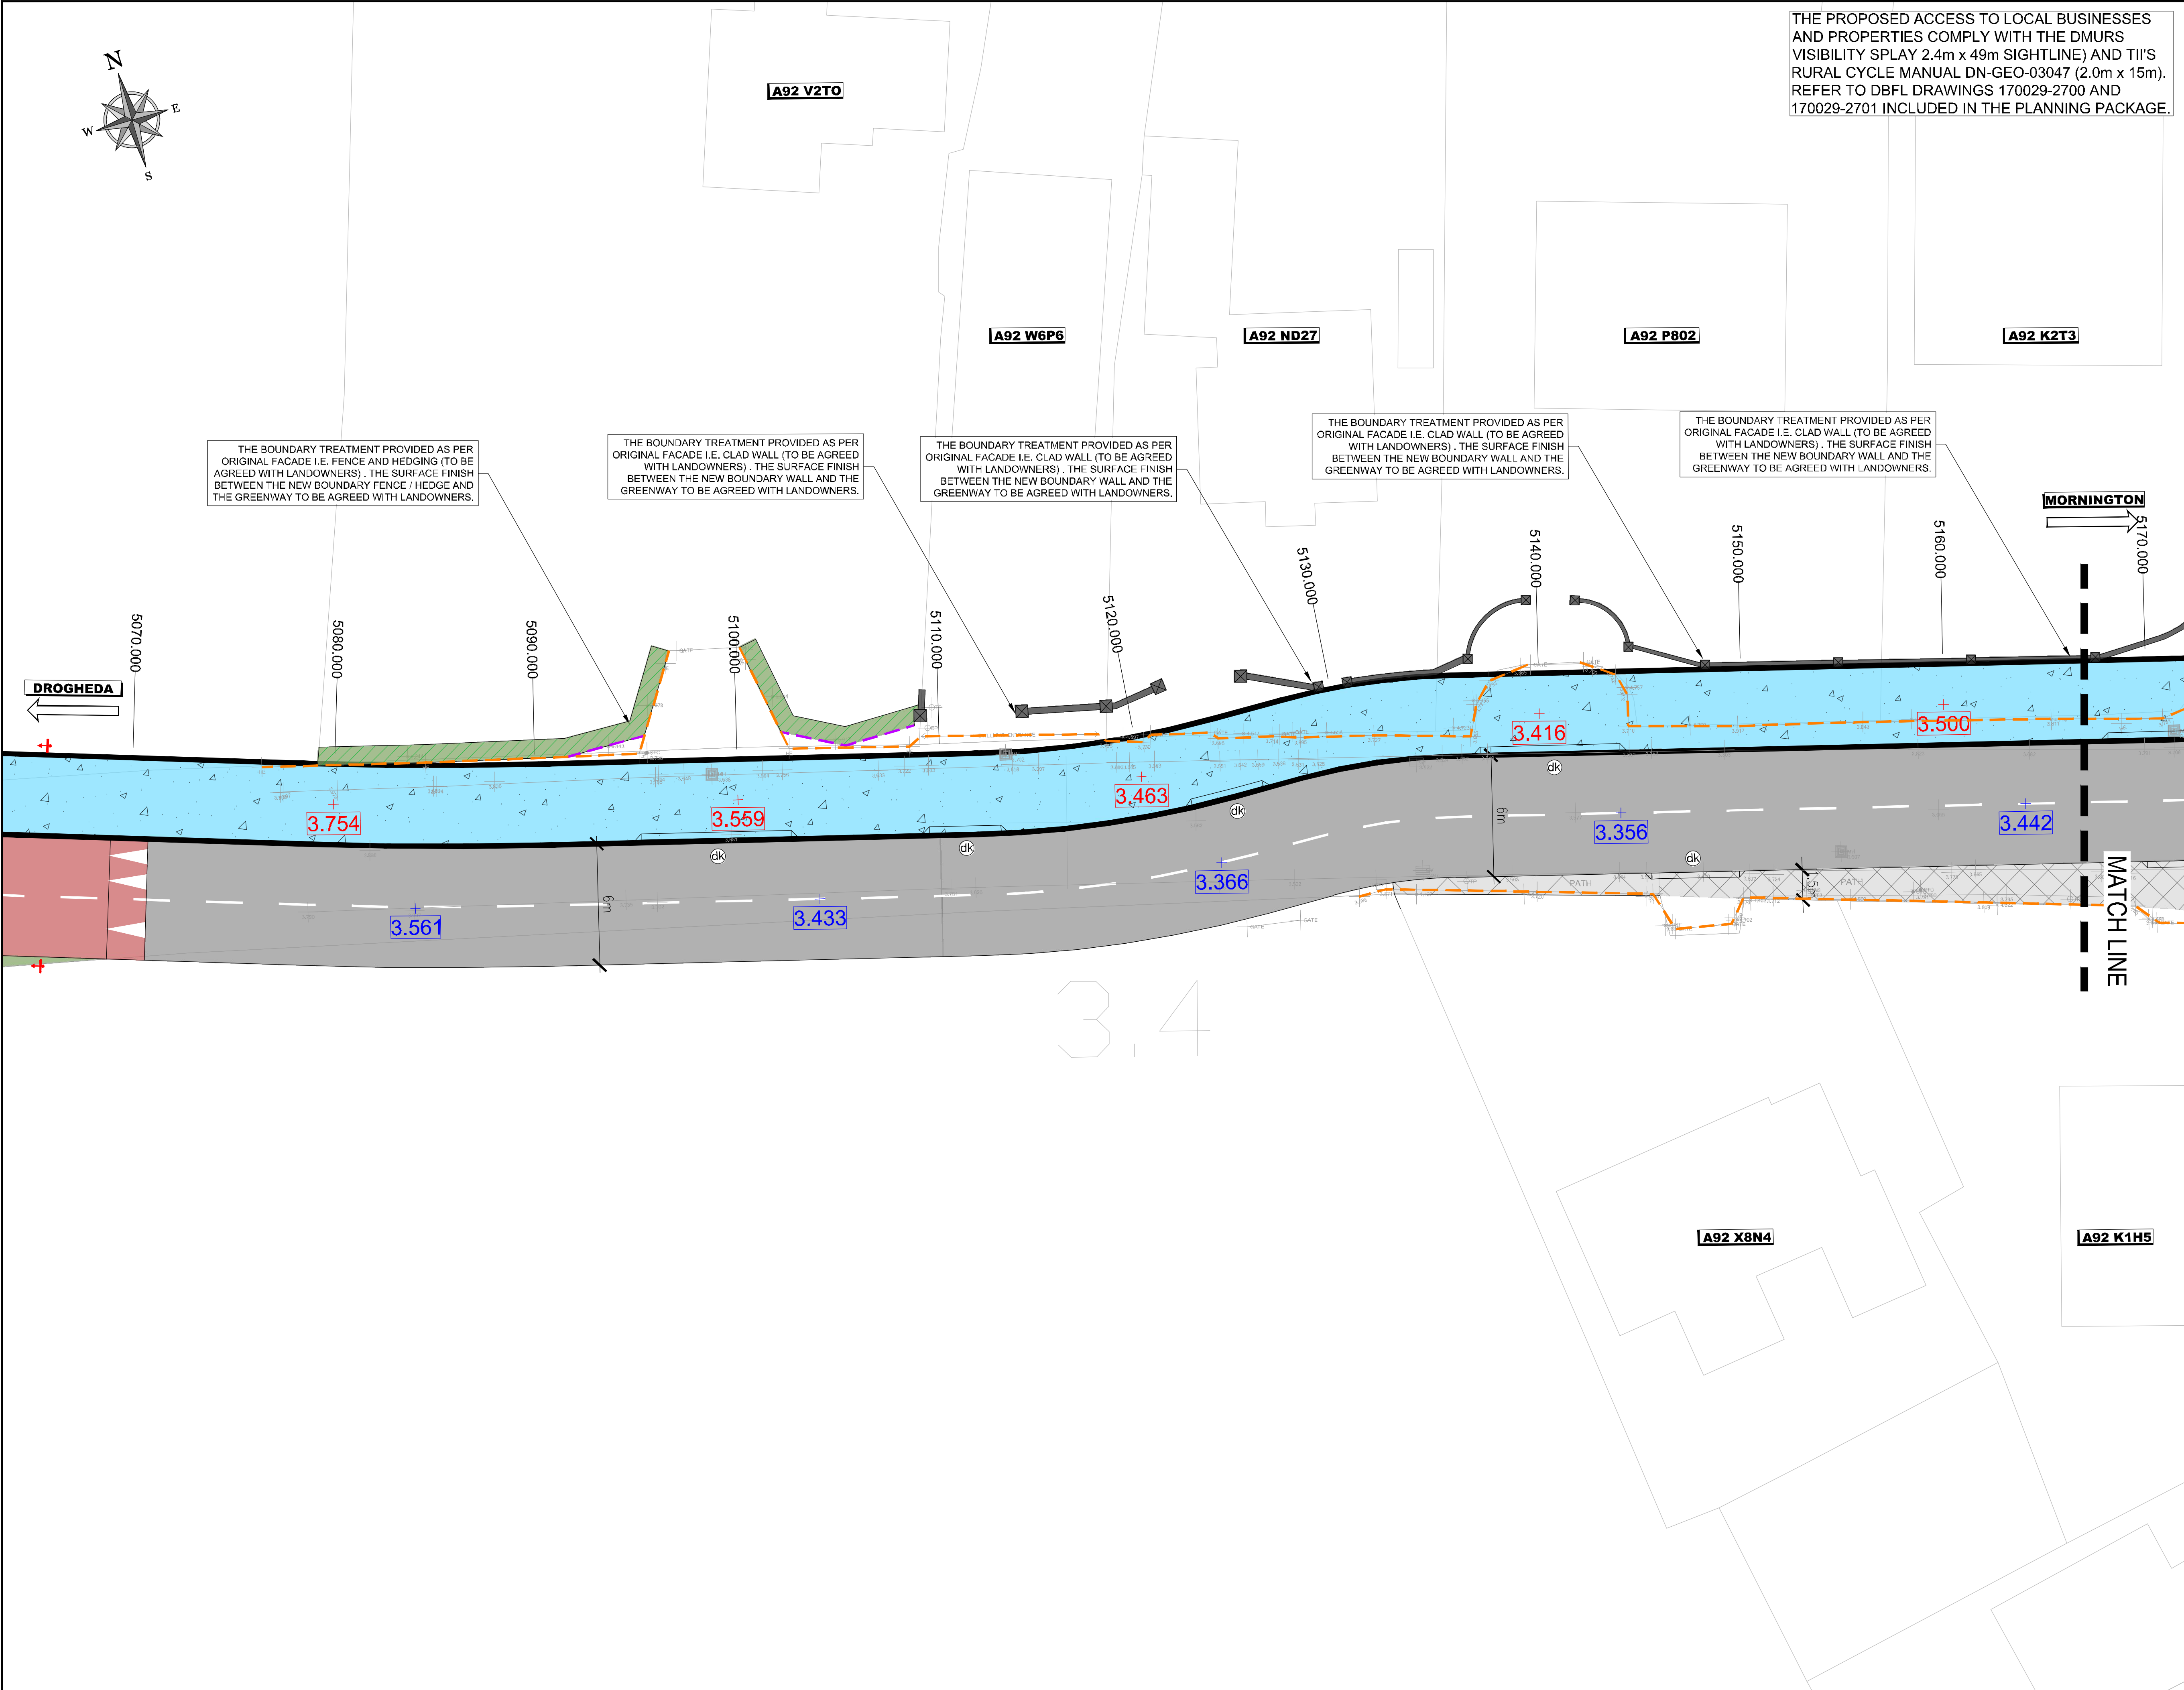 THE PROPOSED ACCESS TO LOCAL BUSINESSES
AND PROPERTIES COMPLY WITH THE DMURS
VISIBILITY SPLAY 2.4m x 49m SIGHTLINE) AND TII'S
RURAL CYCLE MANUAL DN-GEO-03047 (2.0m x 15m).
REFER TO DBFL DRAWINGS 170029-2700 AND
170029-2701 INCLUDED IN THE PLANNING PACKAGE.
N
E
W
S
A92 V2TO
A92 W6P6
A92 ND27
A92 P802
A92 K2T3
THE BOUNDARY TREATMENT PROVIDED AS PER
ORIGINAL FACADE I.E. FENCE AND HEDGING (TO BE
AGREED WITH LANDOWNERS) . THE SURFACE FINISH
BETWEEN THE NEW BOUNDARY FENCE / HEDGE AND
THE GREENWAY TO BE AGREED WITH LANDOWNERS.
THE BOUNDARY TREATMENT PROVIDED AS PER
ORIGINAL FACADE I.E. CLAD WALL (TO BE AGREED
WITH LANDOWNERS) . THE SURFACE FINISH
BETWEEN THE NEW BOUNDARY WALL AND THE
GREENWAY TO BE AGREED WITH LANDOWNERS.
THE BOUNDARY TREATMENT PROVIDED AS PER
ORIGINAL FACADE I.E. CLAD WALL (TO BE AGREED
WITH LANDOWNERS) . THE SURFACE FINISH
BETWEEN THE NEW BOUNDARY WALL AND THE
GREENWAY TO BE AGREED WITH LANDOWNERS.
THE BOUNDARY TREATMENT PROVIDED AS PER
ORIGINAL FACADE I.E. CLAD WALL (TO BE AGREED
WITH LANDOWNERS) . THE SURFACE FINISH
BETWEEN THE NEW BOUNDARY WALL AND THE
GREENWAY TO BE AGREED WITH LANDOWNERS.
THE BOUNDARY TREATMENT PROVIDED AS PER
ORIGINAL FACADE I.E. CLAD WALL (TO BE AGREED
WITH LANDOWNERS) . THE SURFACE FINISH
BETWEEN THE NEW BOUNDARY WALL AND THE
GREENWAY TO BE AGREED WITH LANDOWNERS.
MORNINGTON
5070.000
5080.000
5090.000
5100.000
5110.000
5120.000
5130.000
5140.000
5150.000
5160.000
5170.000
DROGHEDA
3.754
3.559
3.463
3.416
3.500
dk
dk
dk
dk
dk
6m
6m
3.561
3.433
3.366
3.356
3.442
GATE
GATE
PATH
PATH
MATCH LINE
3.4
A92 X8N4
A92 K1H5